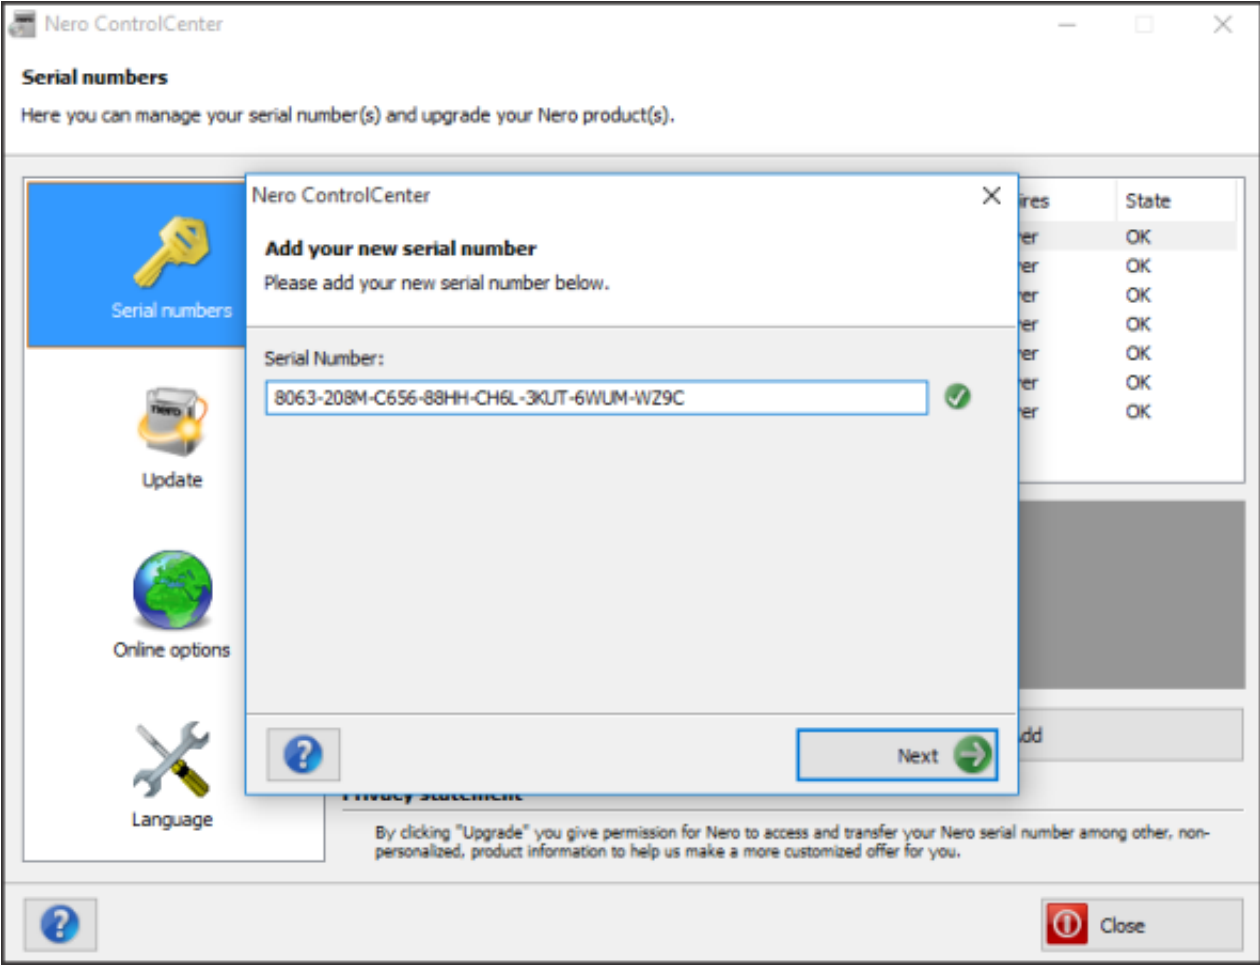 Nero ControlCenter
Serial numbers
Here you can manage your serial number(s) and upgrade your Nero product(s).
Nero ControlCenter
Add your new serial number
Please add your new serial number below.
Serial Number:
8063-208M-C656-88HH-CH6L-3KUT-6WUM-WZ9C
Next
Serial numbers
nero
Update
Online options
Language
State
OK
OK
OK
OK
OK
OK
OK
Privacy statement
By clicking "Upgrade" you give permission for Nero to access and transfer your Nero serial number among other, non-
personalized, product information to help us make a more customized offer for you.
Close